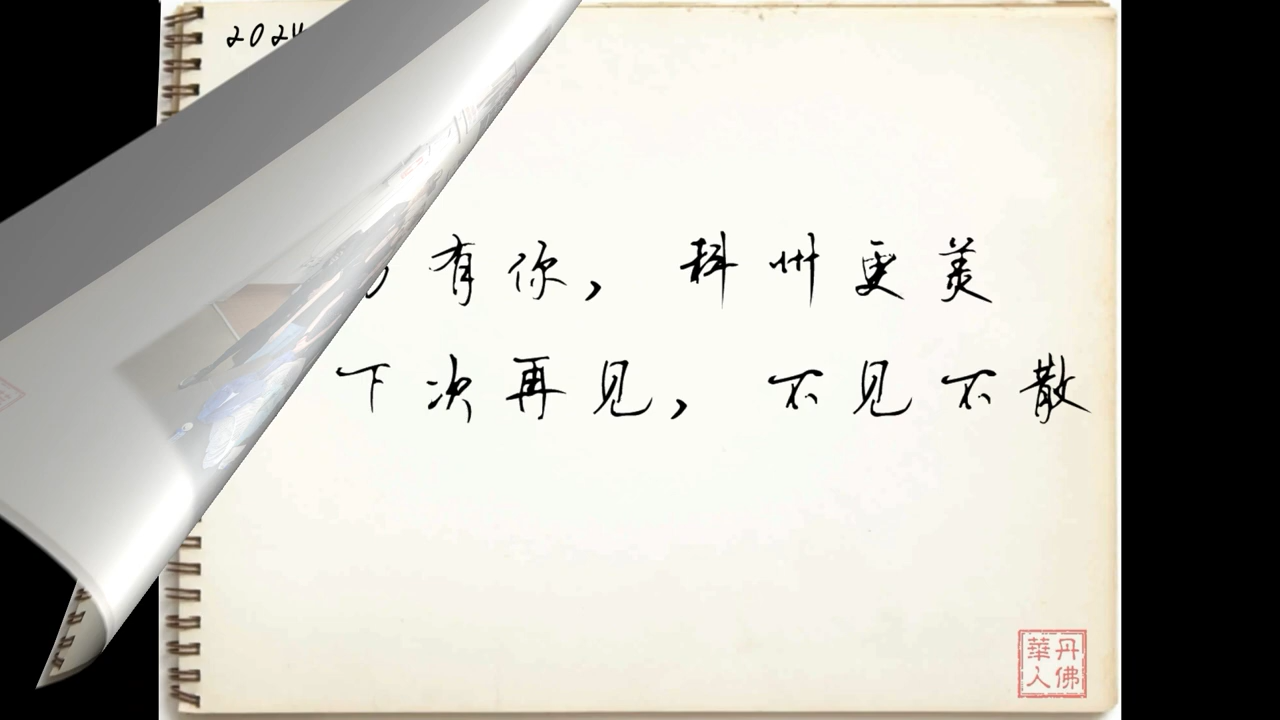 2024
有你，科州更美
下次再见，不见不散
丹佛
華人